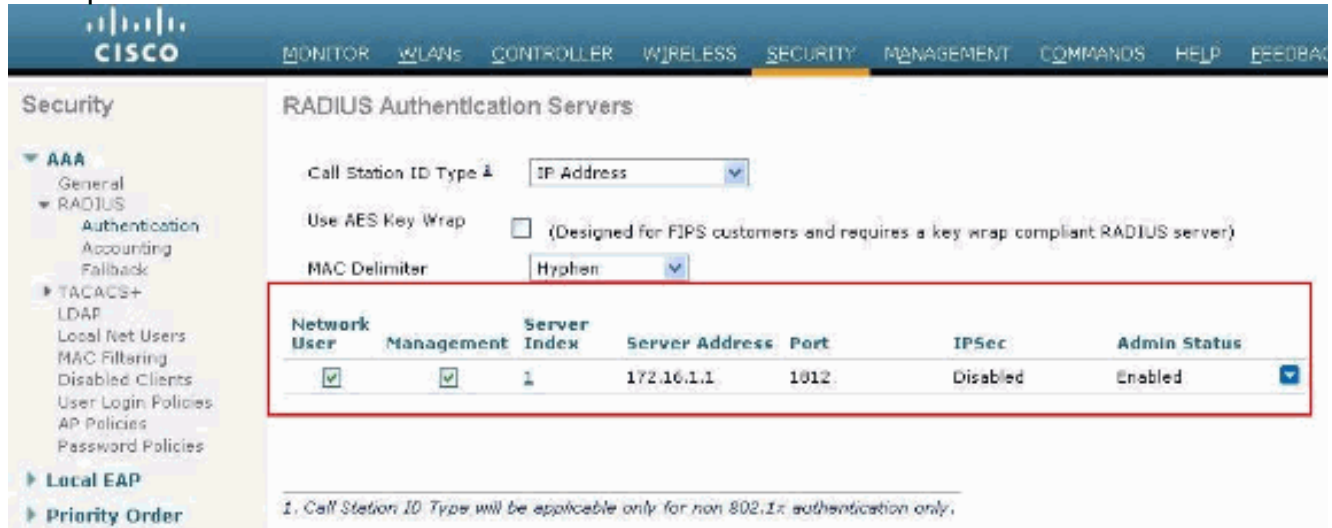 CISCO
MONITOR WLANs CONTROLLER WIRELESS SECURITY MANAGEMENT COMMANDS HELP FEEDBAC
Security
AAA
General
RADIUS
Authentication
Accounting
Fallback
TACACS+
LDAP
Local Net Users
MAC Filtering
Disabled Clients
User Login Policies
AP Policies
Password Policies
Local EAP
Priority Order
RADIUS Authentication Servers
Call Station ID Type 1 IP Address
Use AES Key Wrap (Designed for FIPS customers and requires a key wrap compliant RADIUS server)
MAC Delimiter Hyphen
Network User Management Server Index Server Address Port IPSec Admin Status
1 172.16.1.1 1812 Disabled Enabled
1. Call Station ID Type will be applicable only for non 802.1x authentication only.